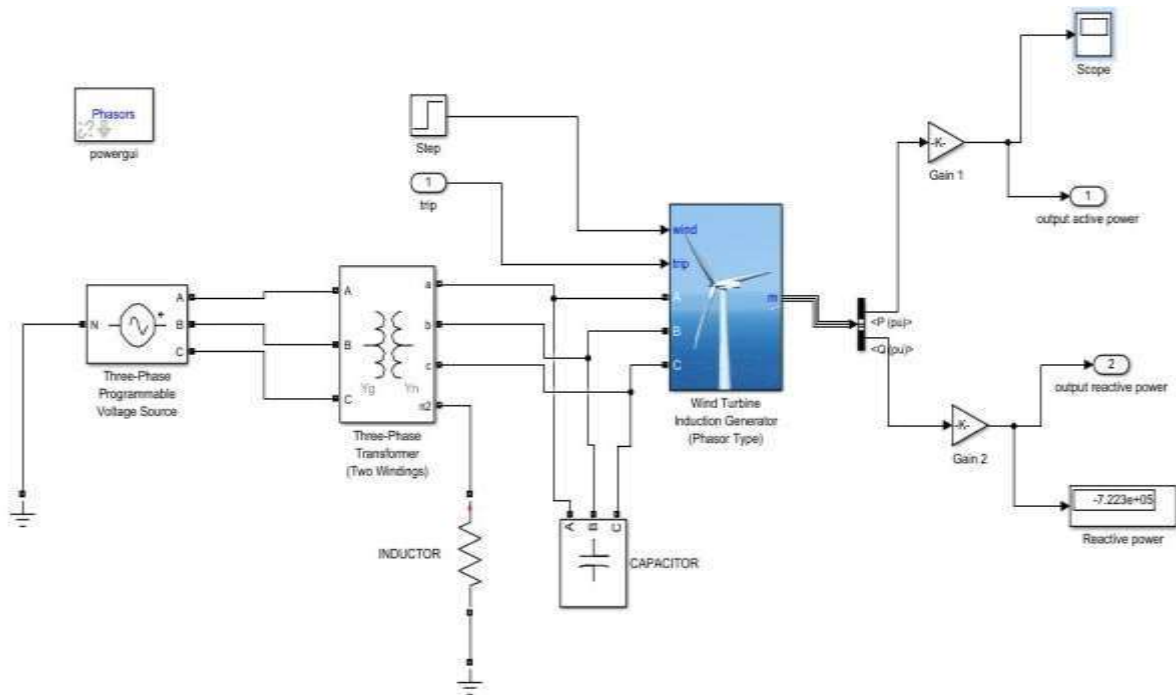 Scope
Phasors
powergui
Step
1
trip
-K-
Gain 1
1
output active power
wind
trip
A
B
C
m
<P (pu)>
<Q (pu)>
Wind Turbine
Induction Generator
(Phasor Type)
N
A
B
C
Three-Phase
Programmable
Voltage Source
A
B
C
a
b
c
n2
Yg
Yn
Three-Phase
Transformer
(Two Windings)
2
output reactive power
-K-
Gain 2
-7.223e+05
Reactive power
INDUCTOR
A
B
C
CAPACITOR